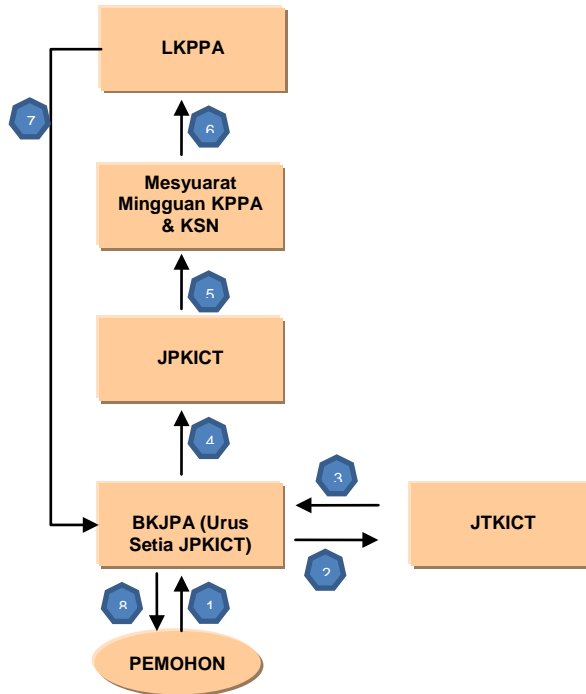 LKPPA
7
6
Mesyuarat
Mingguan KPPA
& KSN
5
JPKICT
4
3
BKJPA (Urus
Setia JPKICT)
JTKICT
2
8
1
PEMOHON